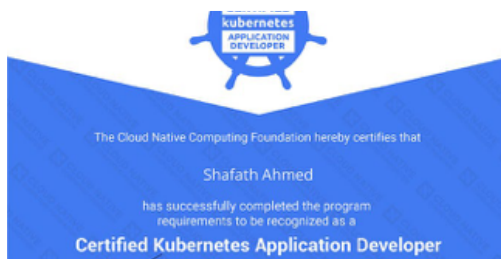 CERTIFIED
kubernetes
APPLICATION
DEVELOPER
The Cloud Native Computing Foundation hereby certifies that
Shafath Ahmed
has successfully completed the program
requirements to be recognized as a
Certified Kubernetes Application Developer